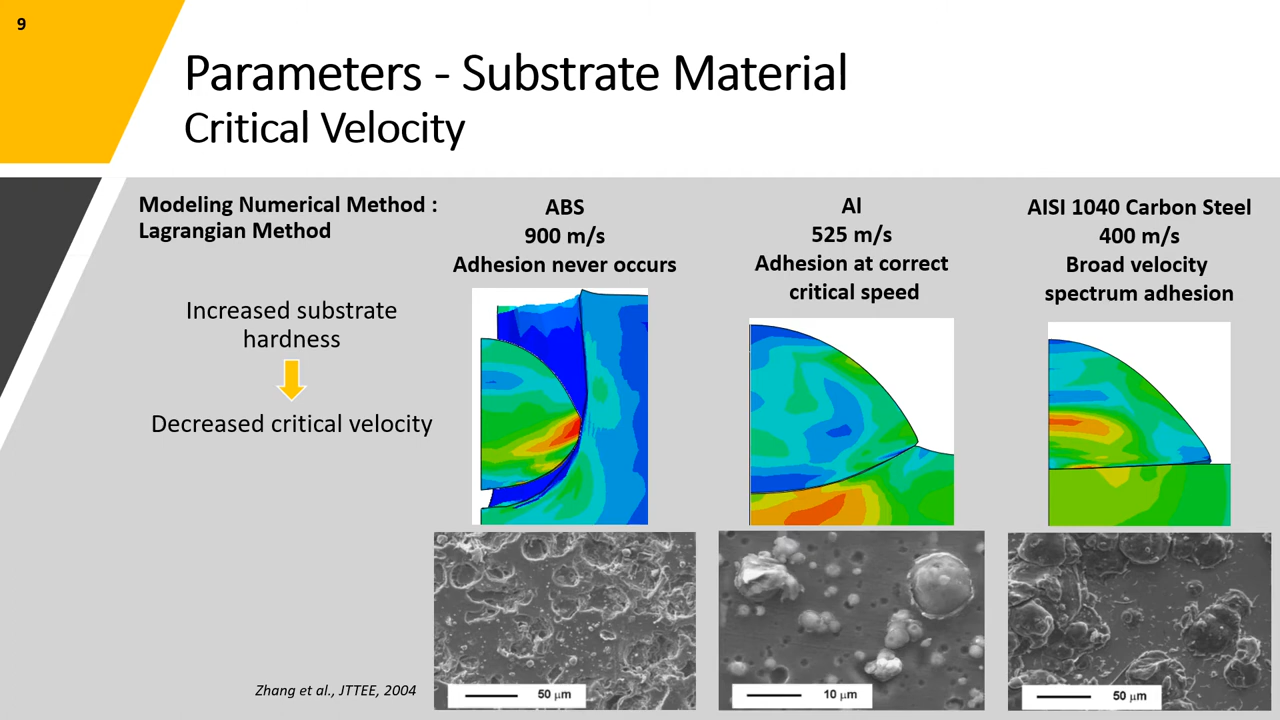 9
Parameters - Substrate Material
Critical Velocity
Modeling Numerical Method :
Lagrangian Method
Increased substrate
hardness
Decreased critical velocity
ABS
900 m/s
Adhesion never occurs
Al
525 m/s
Adhesion at correct
critical speed
AISI 1040 Carbon Steel
400 m/s
Broad velocity
spectrum adhesion
50 μm
10 μm
50 μm
Zhang et al., JTTEE, 2004